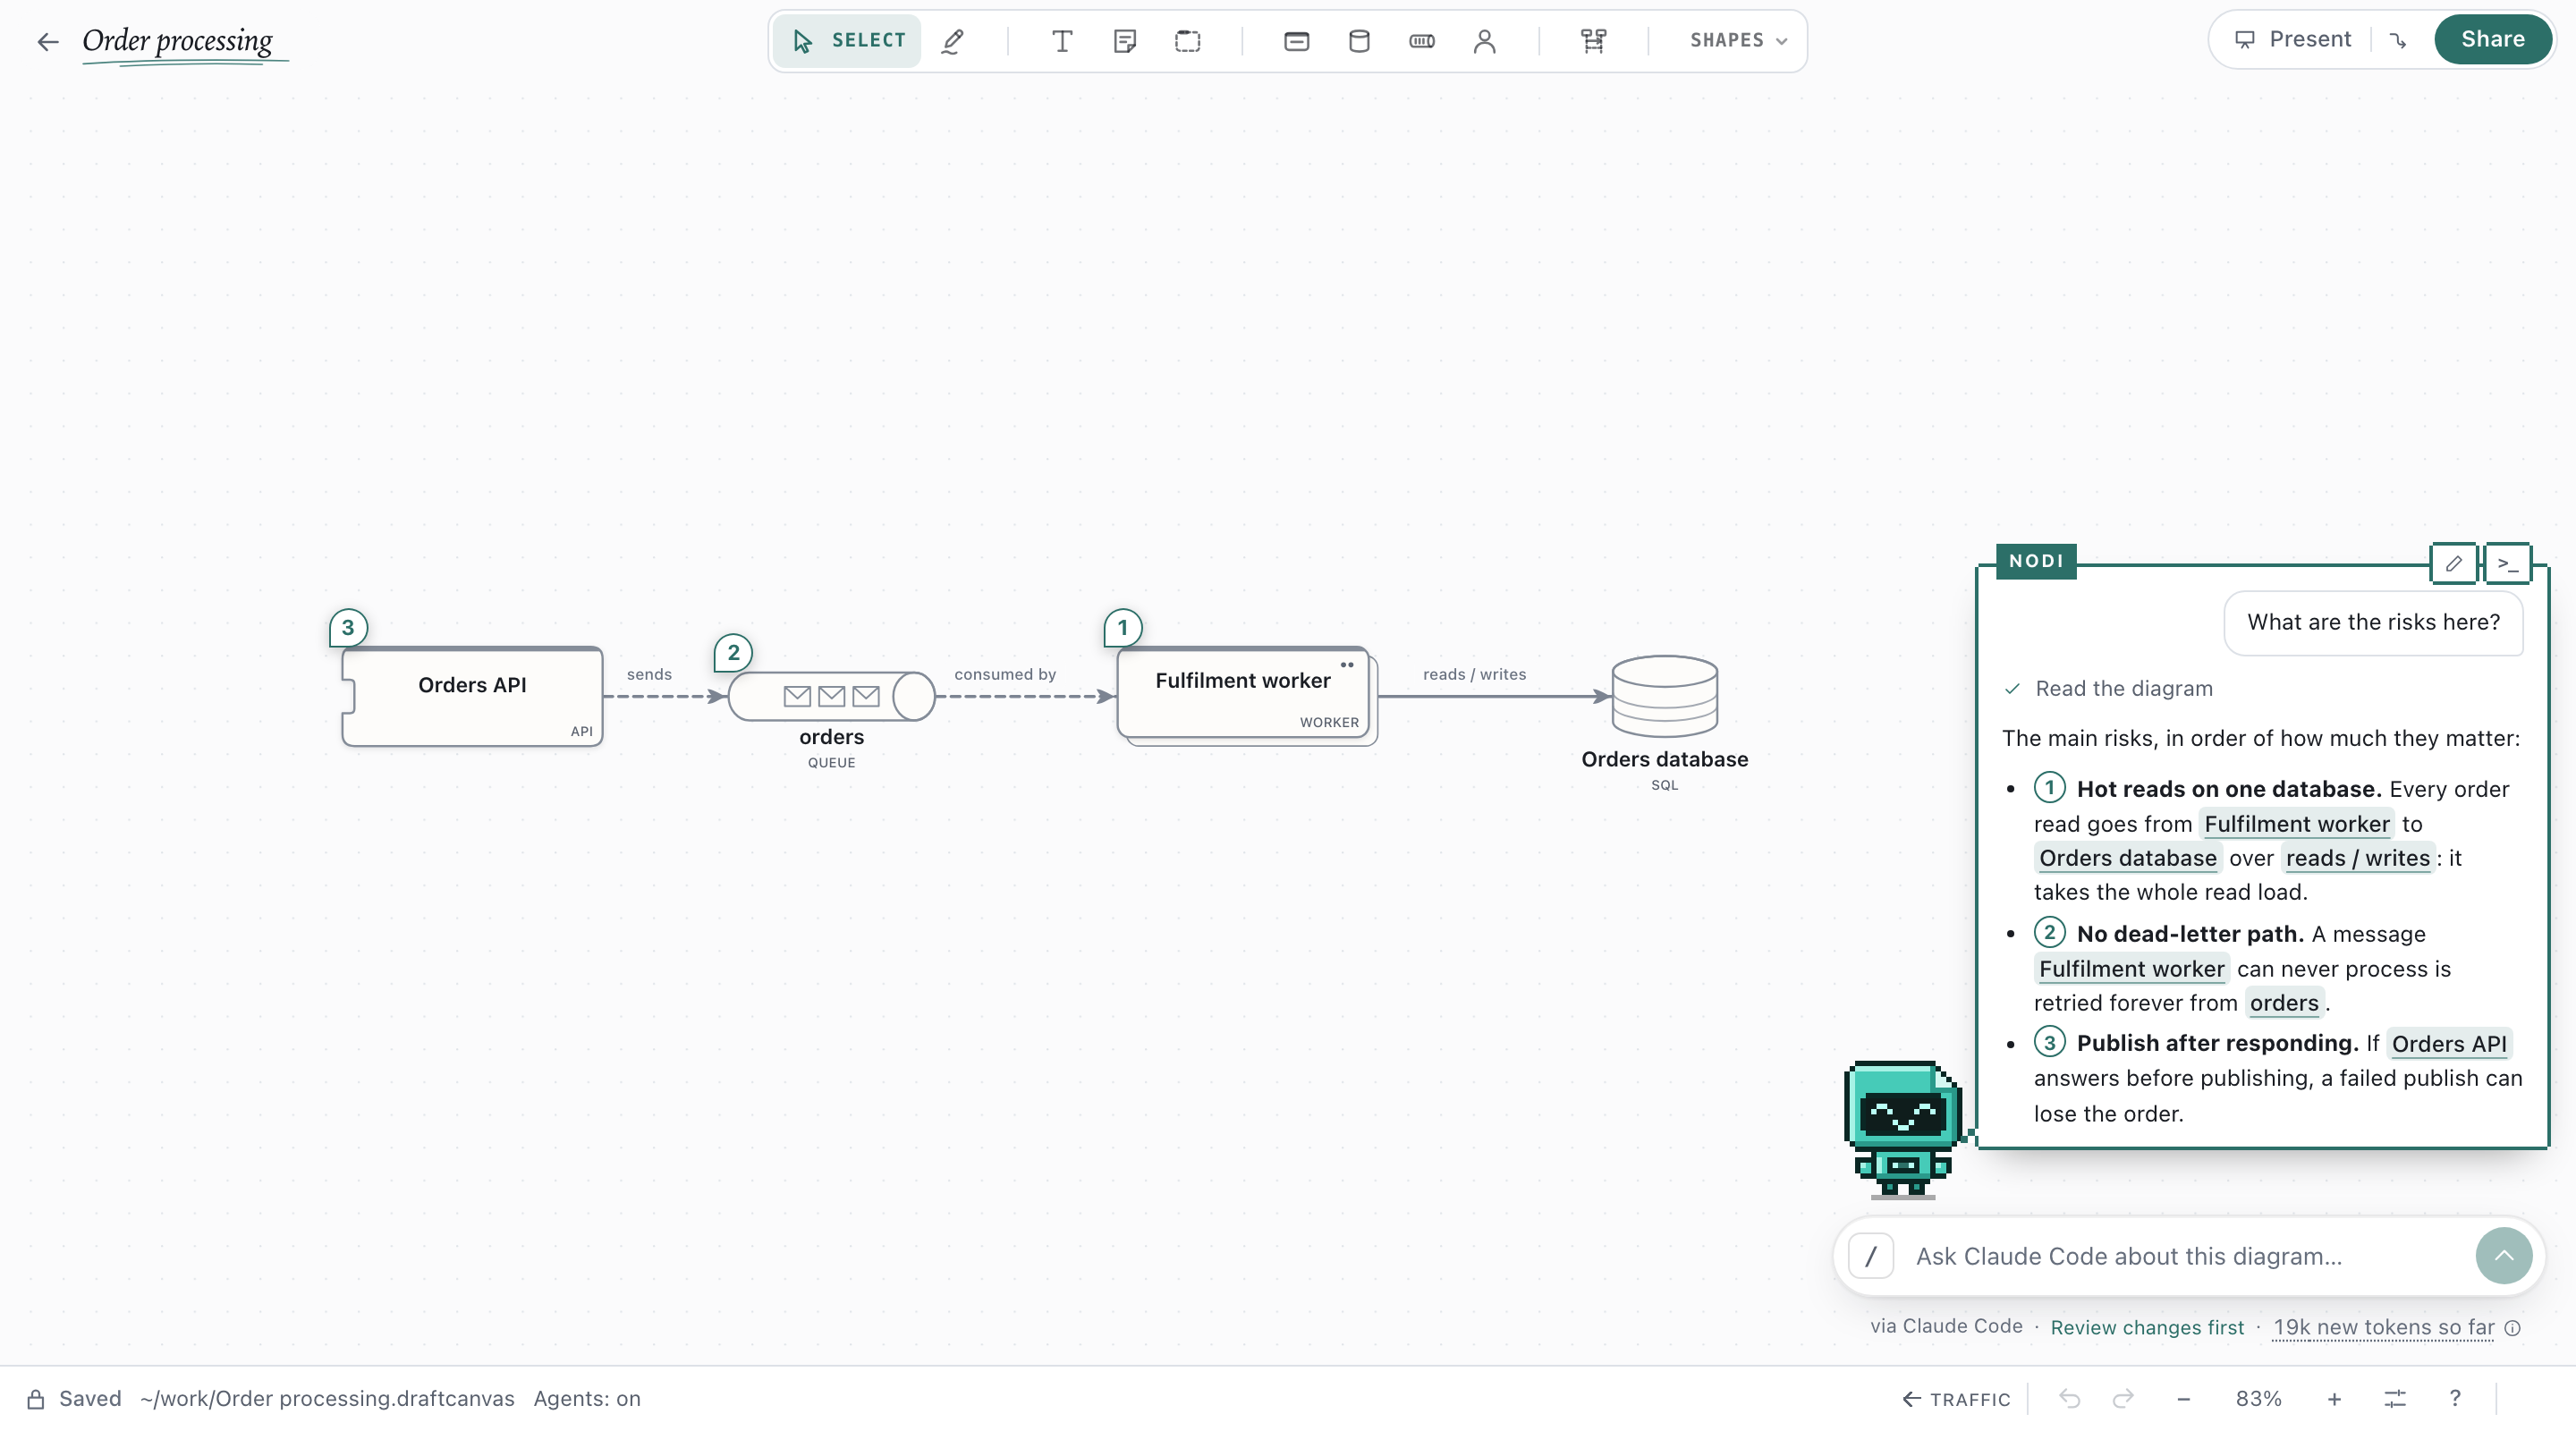 Order processing
SELECT
SHAPES
Present
Share
3
Orders API
API
sends
2
orders
QUEUE
consumed by
1
Fulfilment worker
WORKER
reads / writes
Orders database
SQL
NODI
>_
What are the risks here?
Read the diagram
The main risks, in order of how much they matter:
1 Hot reads on one database. Every order
read goes from Fulfilment worker to
Orders database over reads / writes : it
takes the whole read load.
2 No dead-letter path. A message
Fulfilment worker can never process is
retried forever from orders .
3 Publish after responding. If Orders API
answers before publishing, a failed publish can
lose the order.
/ Ask Claude Code about this diagram...
via Claude Code · Review changes first · 19k new tokens so far
Saved ~/work/Order processing.draftcanvas Agents: on
TRAFFIC
− 83% + ?